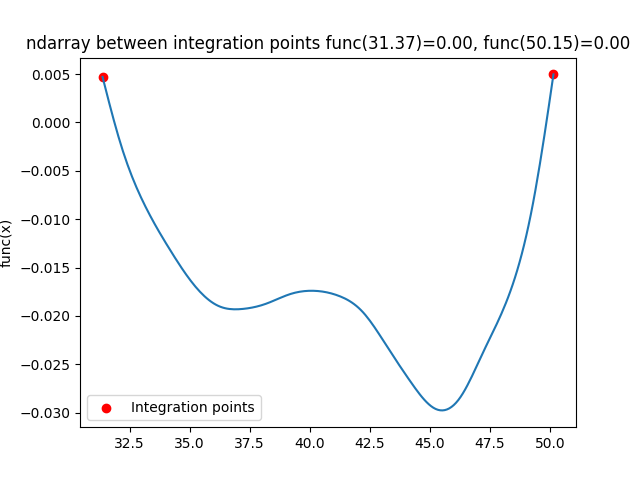 ndarray between integration points func(31.37)=0.00, func(50.15)=0.00
func(x)
0.005
0.000
−0.005
−0.010
−0.015
−0.020
−0.025
−0.030
Integration points
32.5 35.0 37.5 40.0 42.5 45.0 47.5 50.0